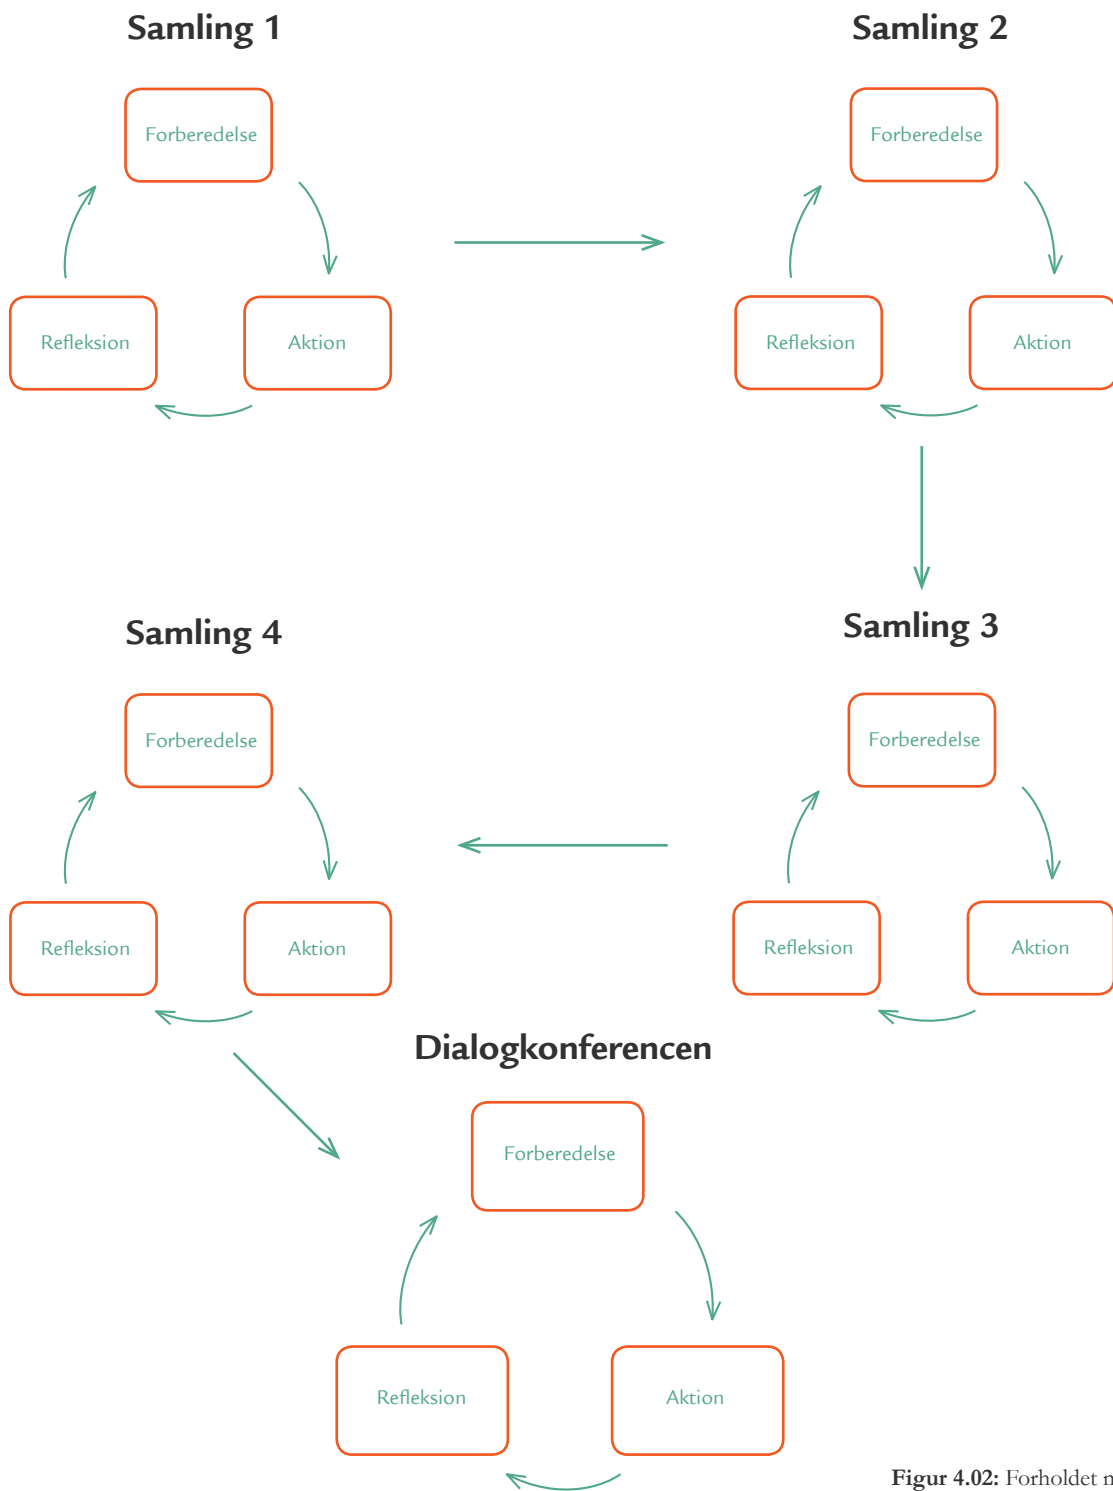 Samling 1
Forberedelse
Aktion
Refleksion
Samling 2
Forberedelse
Aktion
Refleksion
Samling 3
Forberedelse
Aktion
Refleksion
Samling 4
Forberedelse
Aktion
Refleksion
Dialogkonferencen
Forberedelse
Aktion
Refleksion
Figur 4.02: Forholdet